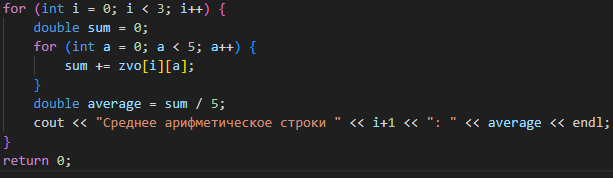 for (int i = 0; i < 3; i++) {
double sum = 0;
for (int a = 0; a < 5; a++) {
sum += zvo[i][a];
}
double average = sum / 5;
cout << "Среднее арифметическое строки " << i+1 << ": " << average << endl;
}
return 0;